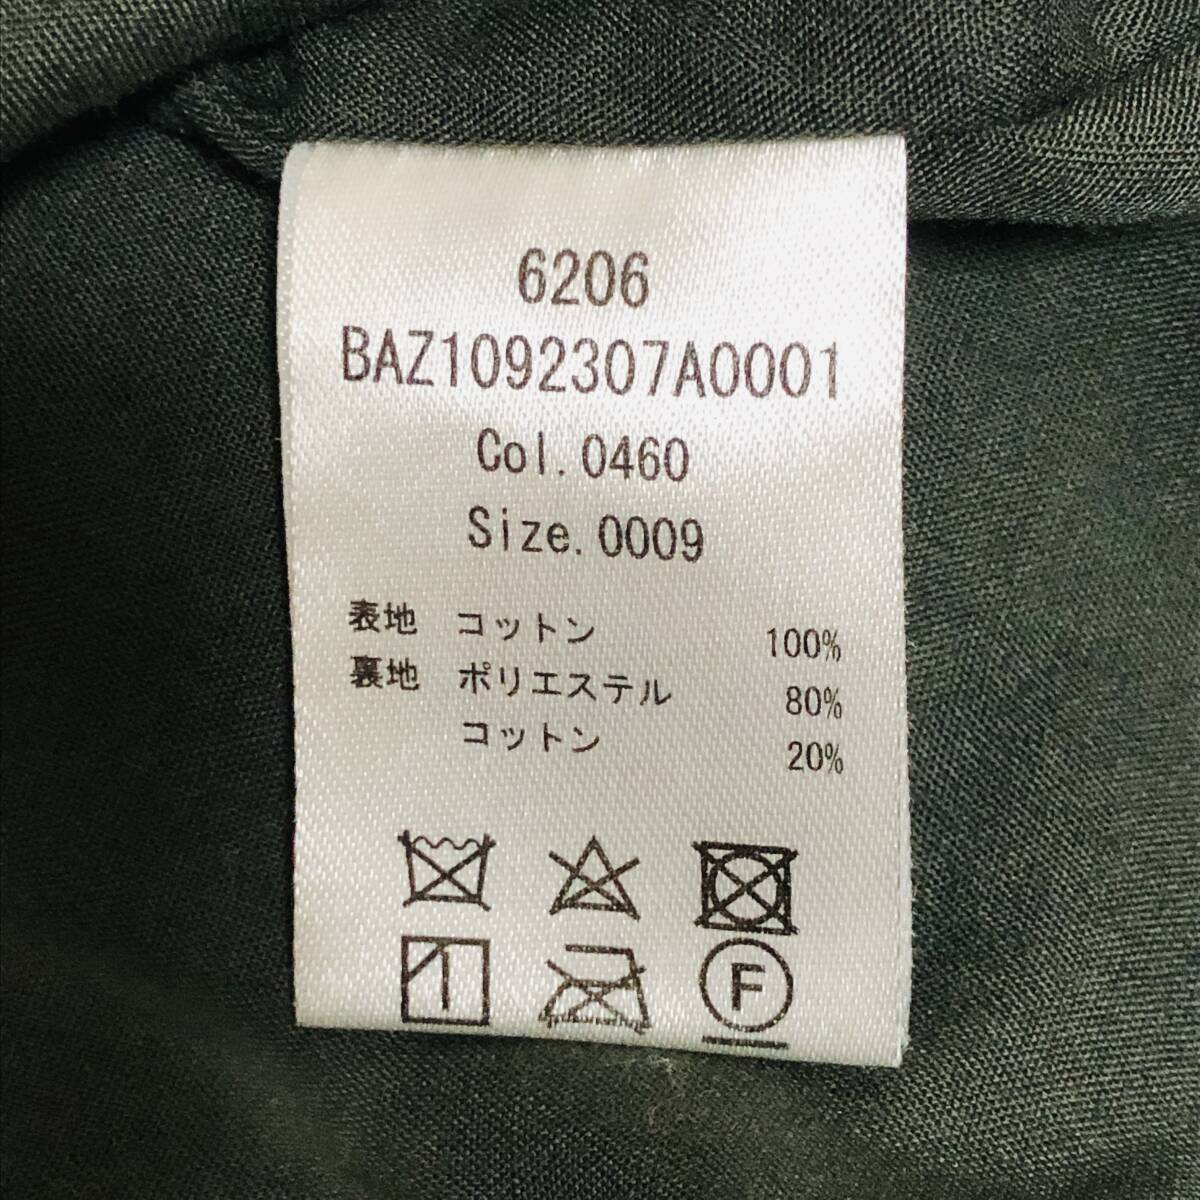 6206
BAZ1092307A0001
Col.0460
Size.0009
表地 コットン 100%
裏地 ポリエステル 80%
コットン 20%
F